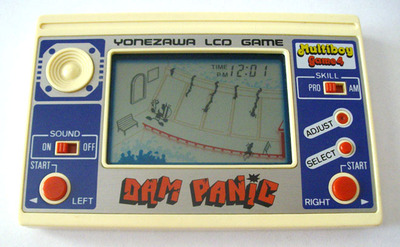 YONEZAWA LCD GAME
Multiboy
Game 4
TIME
PM 12:01
SKILL
PRO AM
ADJUST
SELECT
SOUND
ON OFF
START
LEFT
DAM PANIC
START
RIGHT